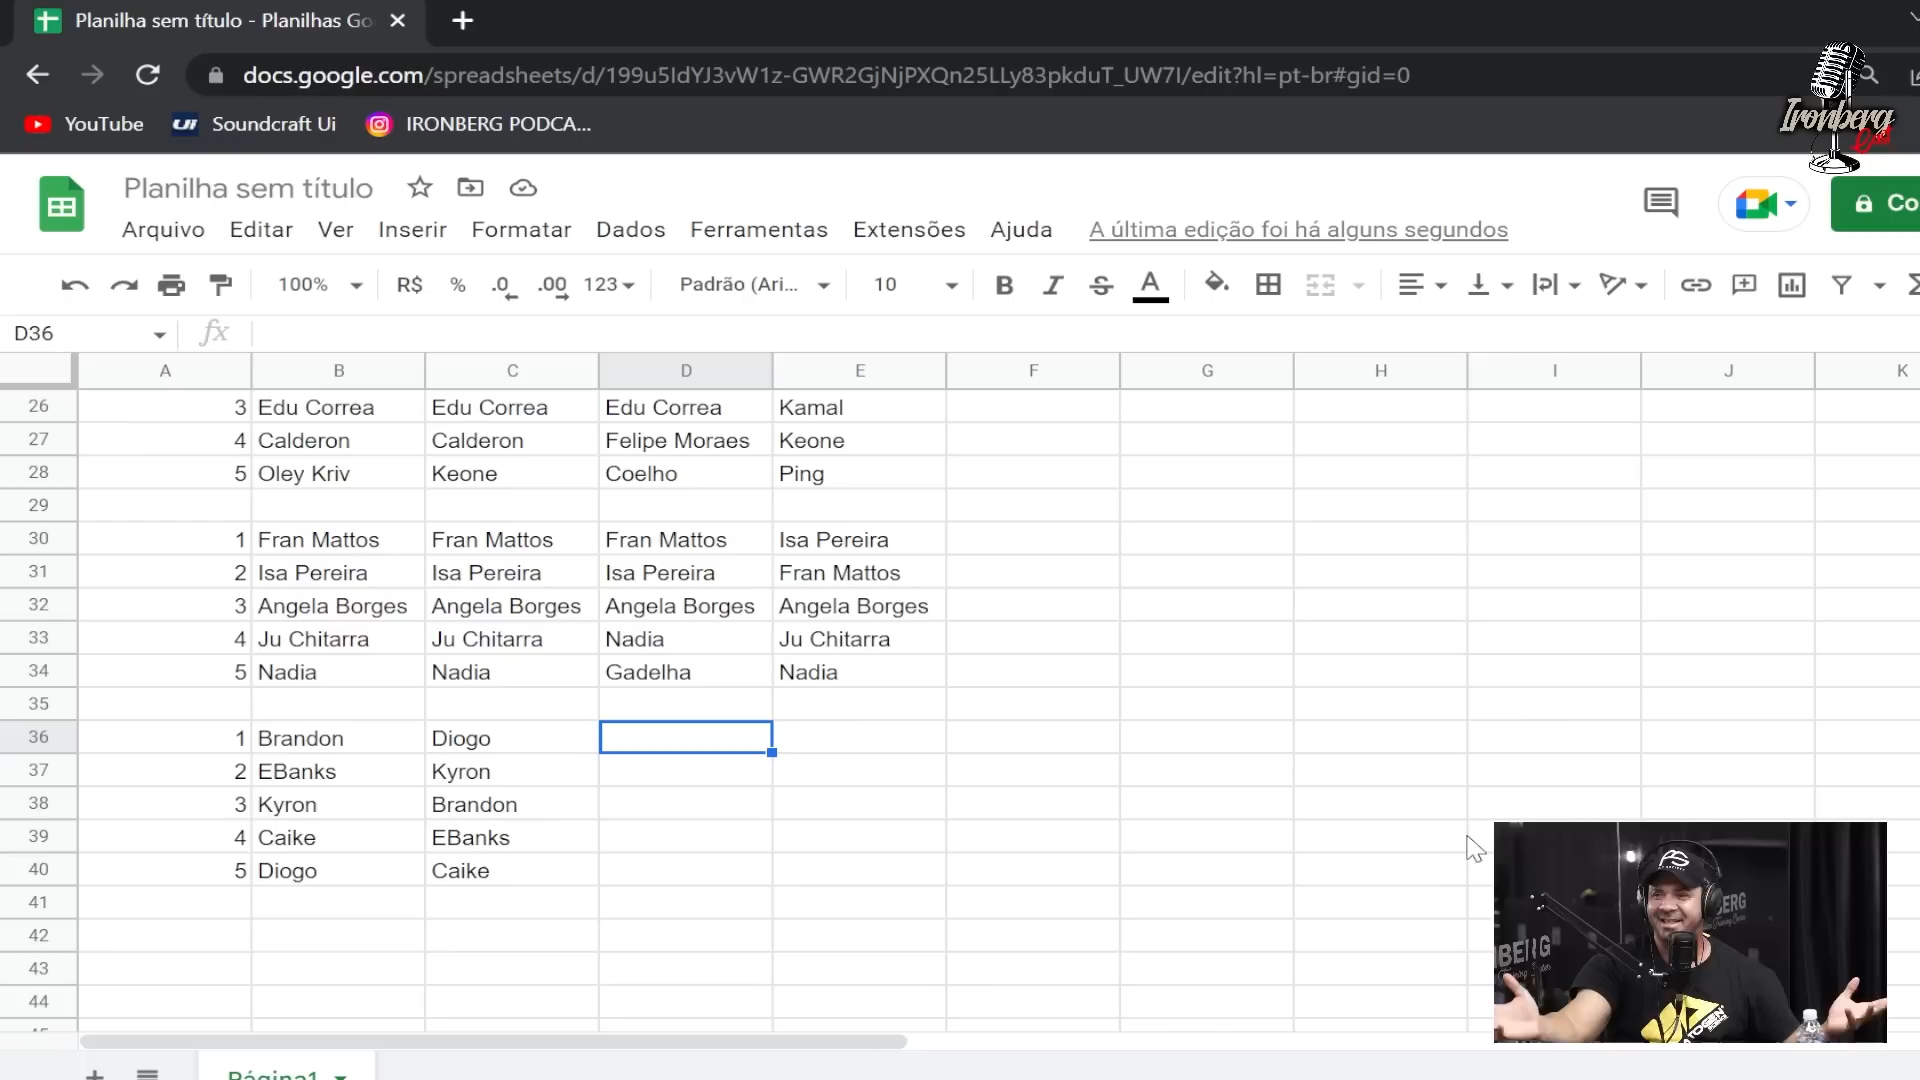 Planilha sem título - Planilhas Go
docs.google.com/spreadsheets/d/199u5IdYJ3vW1z-GWR2GjNjPXQn25LLy83pkduT_UW7I/edit?hl=pt-br#gid=0
YouTube Soundcraft Ui IRONBERG PODCA...
Ironberg
Cast
Planilha sem título
Co
Arquivo Editar Ver Inserir Formatar Dados Ferramentas Extensões Ajuda A última edição foi há alguns segundos
100% R$ % .0 .00 123 Padrão (Ari... 10 B I S A
D36 fx
A B C D E F G H I J K
26 3 Edu Correa Edu Correa Edu Correa Kamal
27 4 Calderon Calderon Felipe Moraes Keone
28 5 Oley Kriv Keone Coelho Ping
29
30 1 Fran Mattos Fran Mattos Fran Mattos Isa Pereira
31 2 Isa Pereira Isa Pereira Isa Pereira Fran Mattos
32 3 Angela Borges Angela Borges Angela Borges Angela Borges
33 4 Ju Chitarra Ju Chitarra Nadia Ju Chitarra
34 5 Nadia Nadia Gadelha Nadia
35
36 1 Brandon Diogo
37 2 EBanks Kyron
38 3 Kyron Brandon
39 4 Caike EBanks
40 5 Diogo Caike
41
42
43
44
Página1